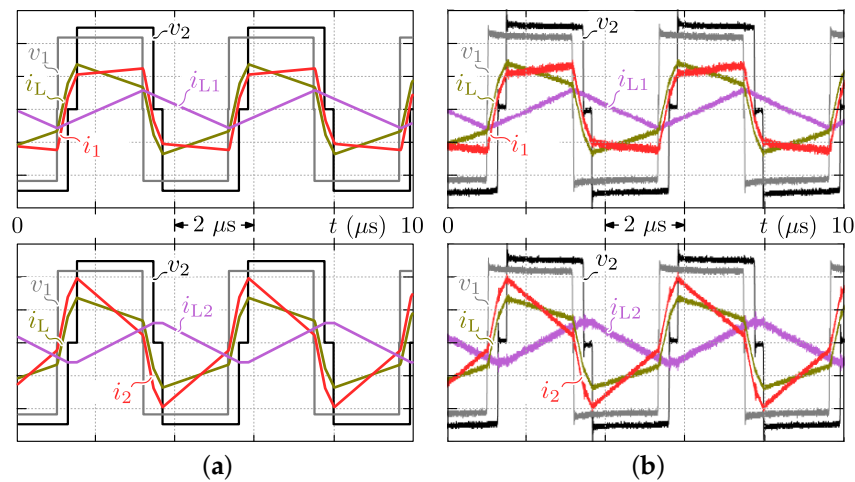 v1 iL i1 v2 iL1
v1 iL i1 v2 iL1
0 2 μs t (μs) 10
0 2 μs t (μs) 10
v1 iL i2 v2 iL2
v1 iL i2 v2 iL2
(a) (b)